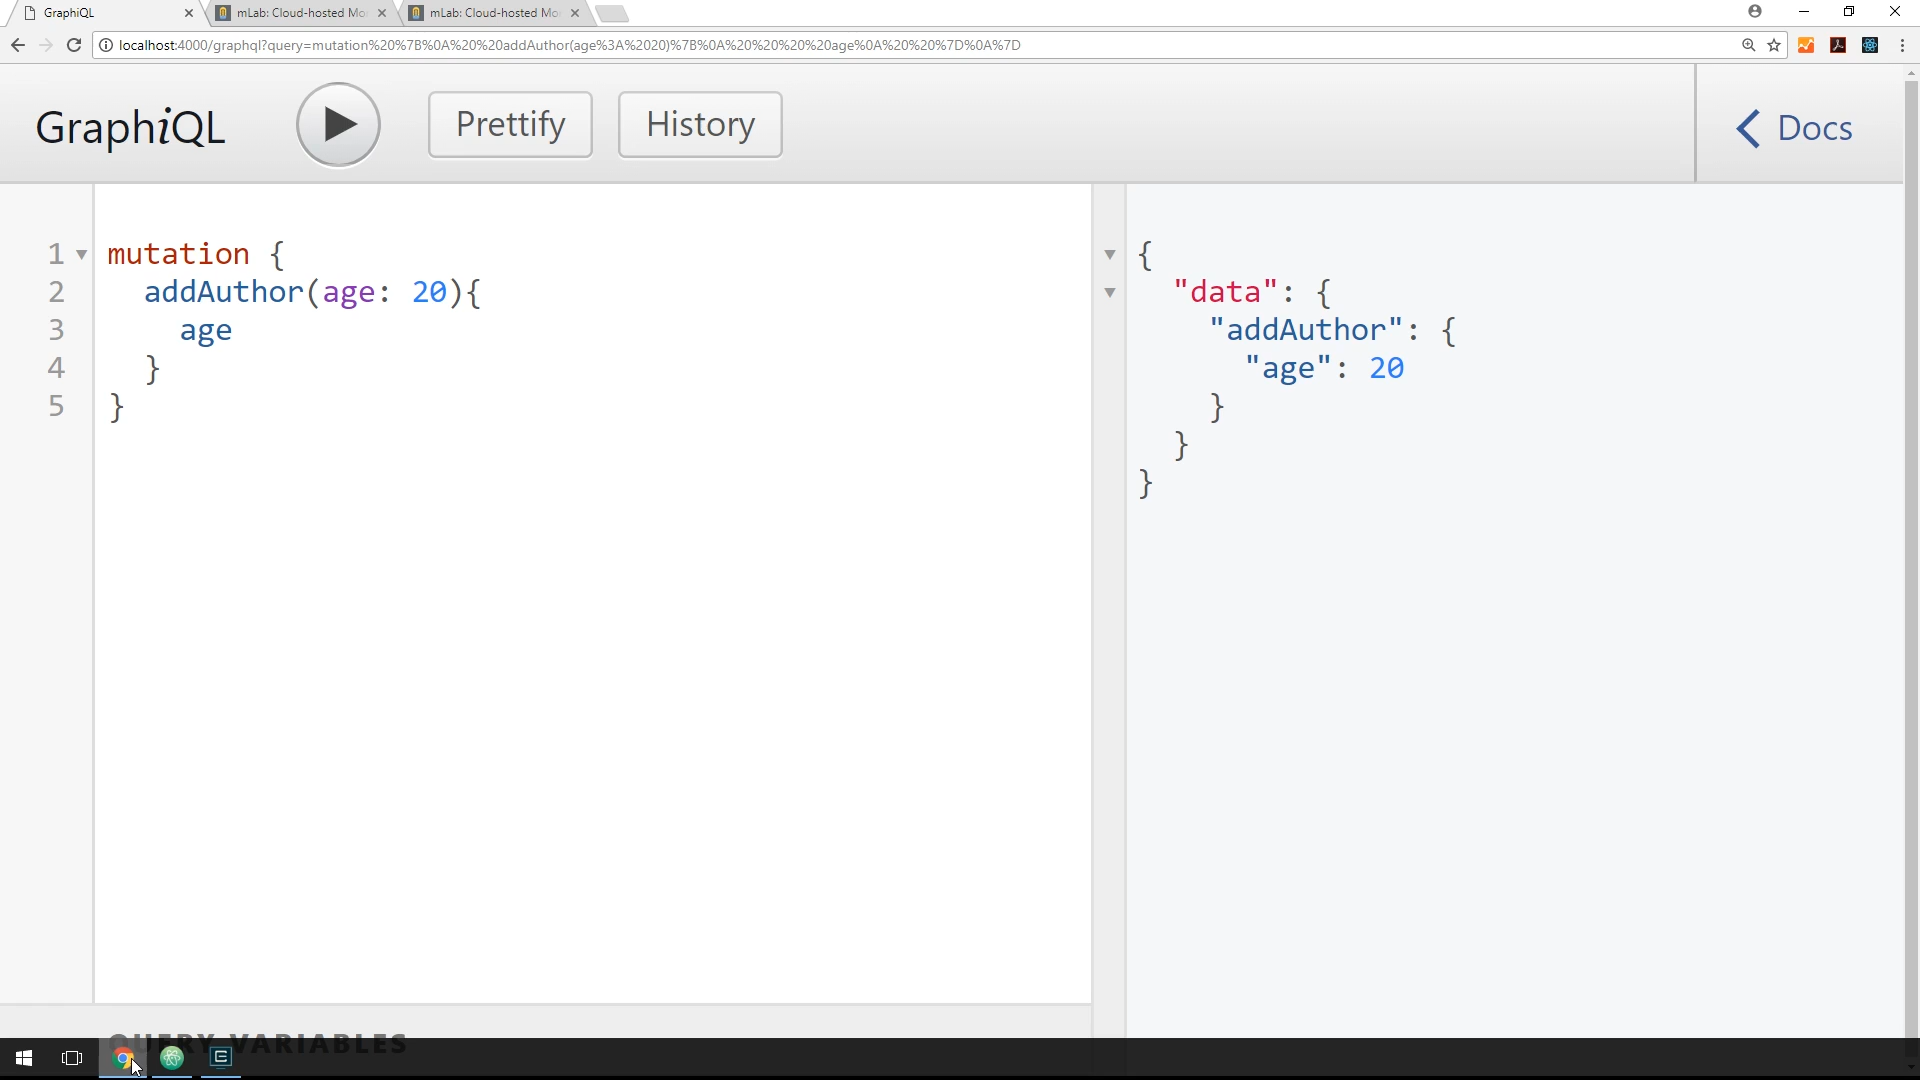 GraphiQL
mLab: Cloud-hosted Mo
mLab: Cloud-hosted Mo
localhost:4000/graphql?query=mutation%20%7B%0A%20%20addAuthor(age%3A%2020)%7B%0A%20%20%20%20age%0A%20%20%7D%0A%7D
GraphiQL
Prettify
History
Docs
1 mutation {
2 addAuthor(age: 20){
3 age
4 }
5 }
{
"data": {
"addAuthor": {
"age": 20
}
}
}
QUERY VARIABLES